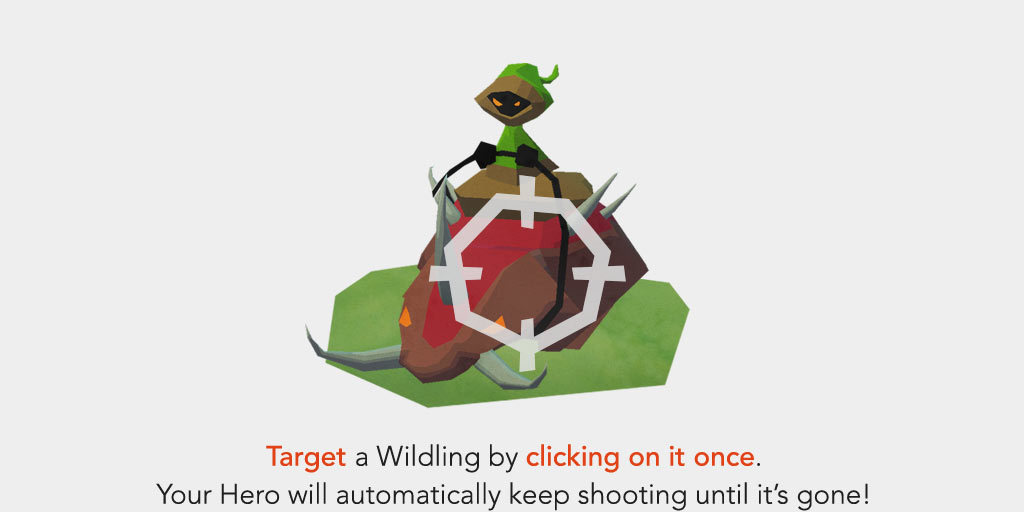 Target a Wildling by clicking on it once.
Your Hero will automatically keep shooting until it’s gone!